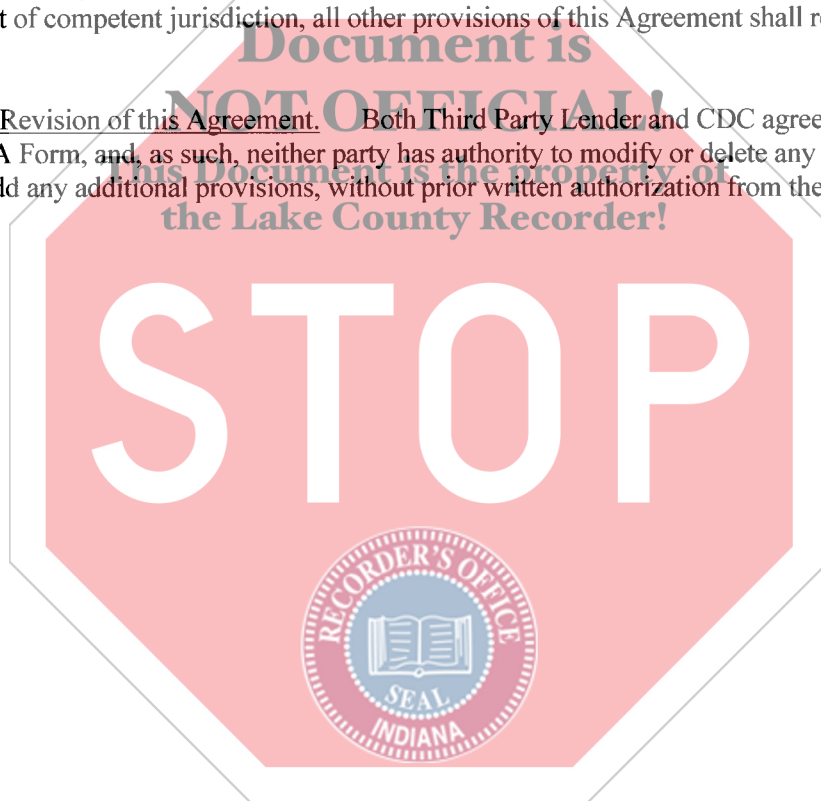 t of competent jurisdiction, all other provisions of this Agreement shall re
Document is
NOT OFFICIAL!
Revision of this Agreement. Both Third Party Lender and CDC agree
A Form, and, as such, neither party has authority to modify or delete any
This Document is the property of
dd any additional provisions, without prior written authorization from the
the Lake County Recorder!
STOP
RECORDER'S OFFICE
SEAL
INDIANA